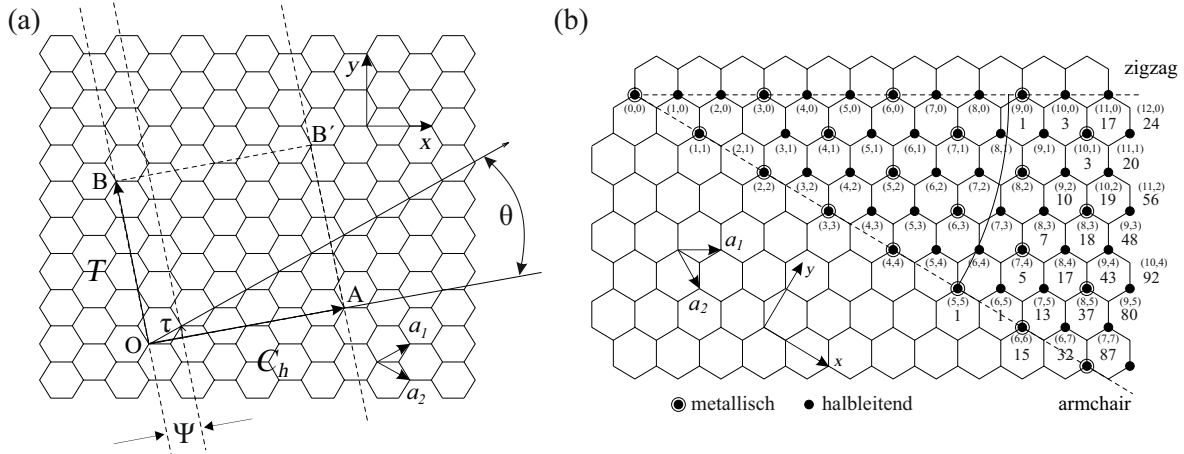 (a)
y
x
B´
B
θ
T
A
τ
O
a1
Ch
a2
Ψ
(b)
zigzag
(0,0) (1,0) (2,0) (3,0) (4,0) (5,0) (6,0) (7,0) (8,0) (9,0) (10,0) (11,0) (12,0)
1 3 17 24
(1,1) (2,1) (3,1) (4,1) (5,1) (6,1) (7,1) (8,1) (9,1) (10,1) (11,1)
3 20
(2,2) (3,2) (4,2) (5,2) (6,2) (7,2) (8,2) (9,2) (10,2) (11,2)
10 19 56
(3,3) (4,3) (5,3) (6,3) (7,3) (8,3) (8,3) (9,3)
7 18 48
a1
(4,4) (5,4) (6,4) (7,4) (8,4) (9,4) (10,4)
5 17 43 92
a2
y
(5,5) (6,5) (7,5) (8,5) (9,5)
1 1 13 37 80
(6,6) (6,7) (7,7)
15 32 87
x
metallisch
halbleitend
armchair